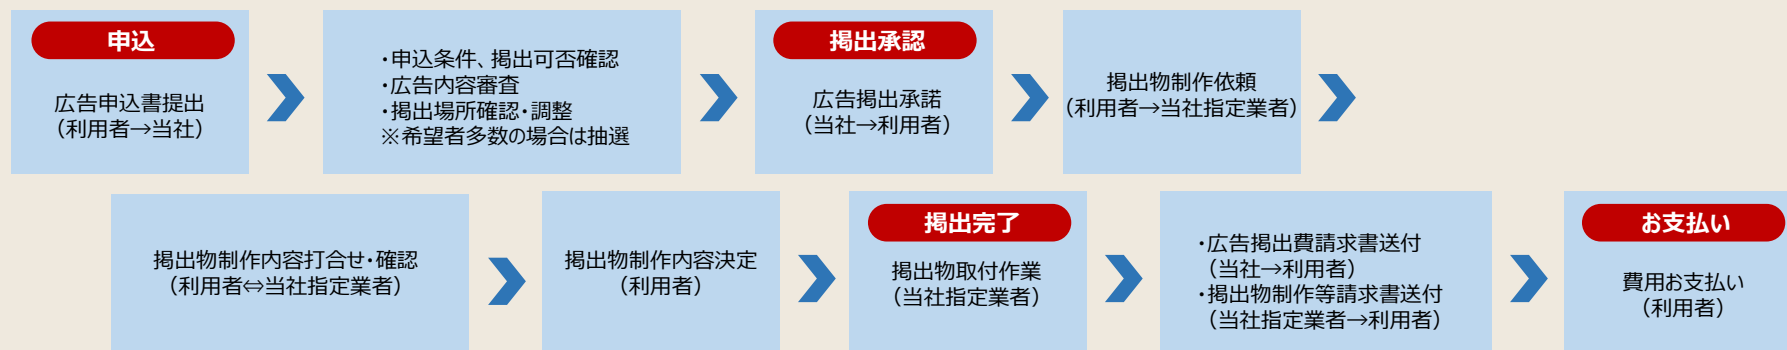 申込
広告申込書提出
（利用者→当社）
・申込条件、掲出可否確認
・広告内容審査
・掲出場所確認・調整
※希望者多数の場合は抽選
掲出承認
広告掲出承諾
（当社→利用者）
掲出物制作依頼
（利用者→当社指定業者）
掲出物制作内容打合せ・確認
（利用者⇔当社指定業者）
掲出物制作内容決定
（利用者）
掲出完了
掲出物取付作業
（当社指定業者）
・広告掲出費請求書送付
（当社→利用者）
・掲出物制作等請求書送付
（当社指定業者→利用者）
お支払い
費用お支払い
（利用者）